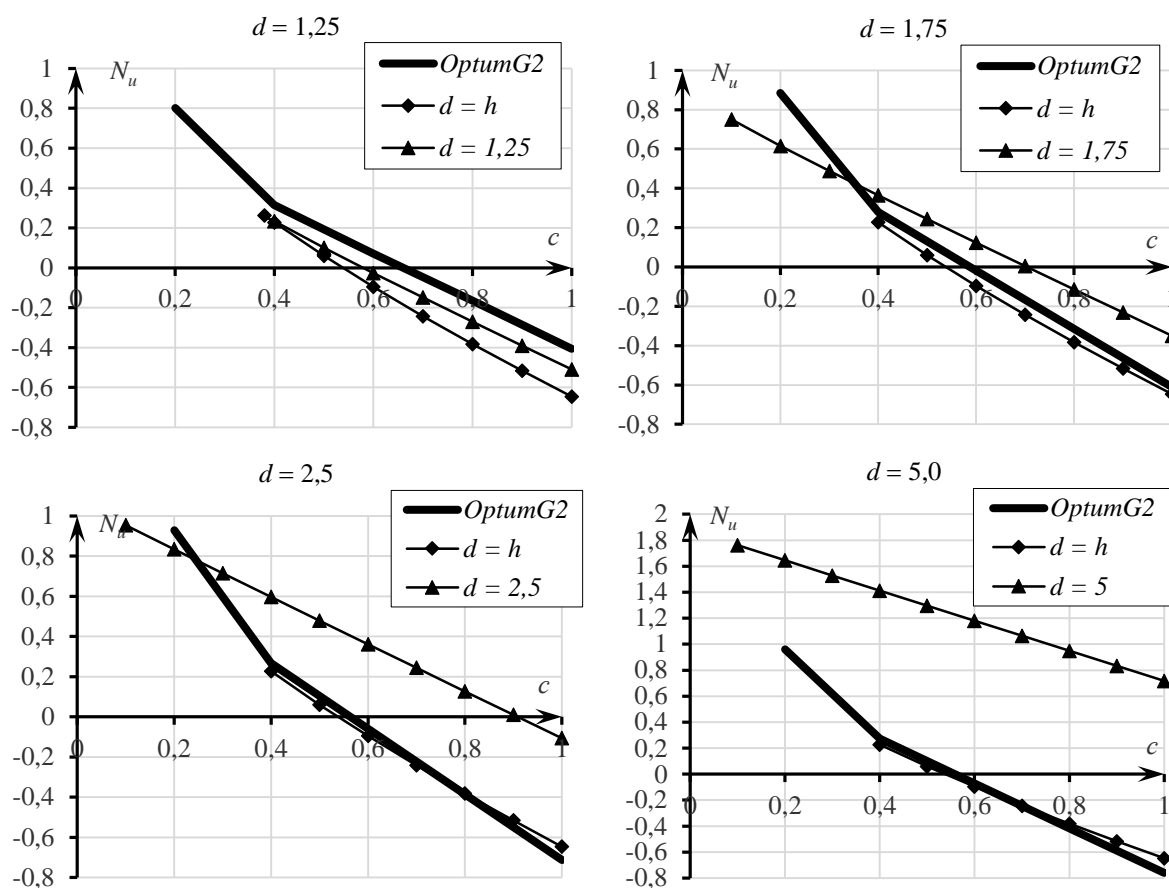 d = 1,25
N_u
OptumG2
d = h
d = 1,25
1
0,8
0,6
0,4
0,2
0
-0,2
-0,4
-0,6
-0,8
0
0,2
0,4
0,6
0,8
1
c
d = 1,75
N_u
OptumG2
d = h
d = 1,75
1
0,8
0,6
0,4
0,2
0
-0,2
-0,4
-0,6
-0,8
0
0,2
0,4
0,6
0,8
1
c
d = 2,5
N_u
OptumG2
d = h
d = 2,5
1
0,8
0,6
0,4
0,2
0
-0,2
-0,4
-0,6
-0,8
0
0,2
0,4
0,6
0,8
1
c
d = 5,0
N_u
OptumG2
d = h
d = 5
2
1,8
1,6
1,4
1,2
1
0,8
0,6
0,4
0,2
0
-0,2
-0,4
-0,6
-0,8
0
0,2
0,4
0,6
0,8
1
c